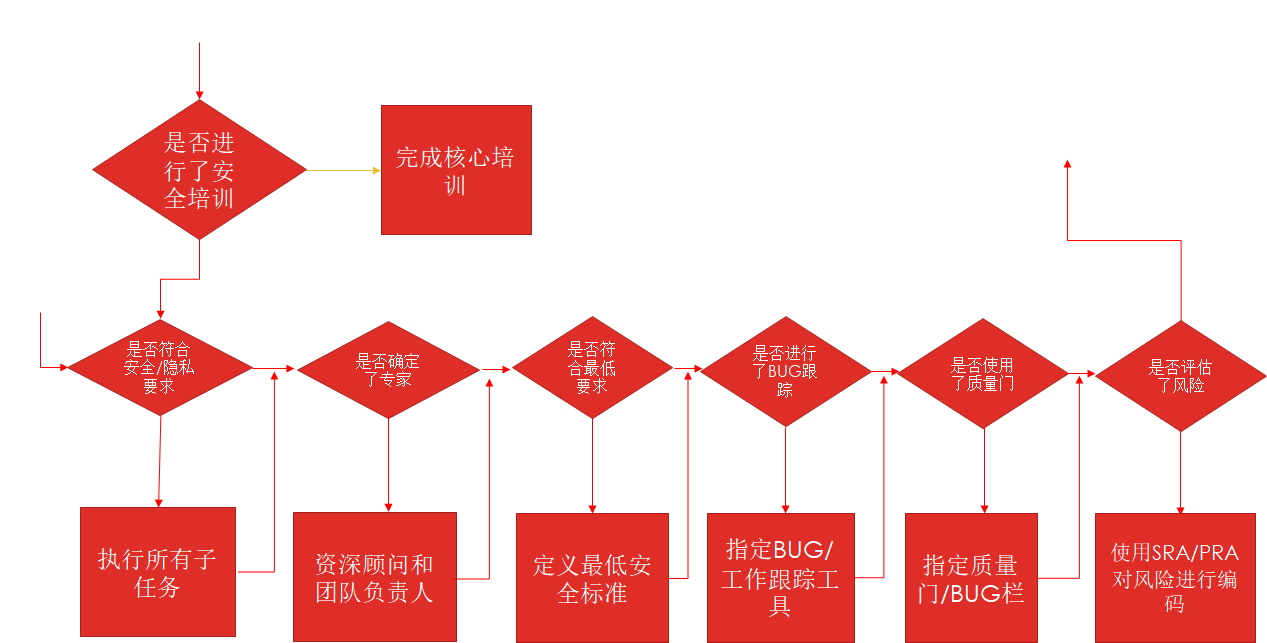 是否进
行了安
全培训
完成核心培
训
是否符合
安全/隐私
要求
是否确定
了专家
是否符
合最低
要求
是否进行
了BUG跟
踪
是否使用
了质量门
是否评估
了风险
执行所有子
任务
资深顾问和
团队负责人
定义最低安
全标准
指定BUG/
工作跟踪工
具
指定质量
门/BUG栏
使用SRA/PRA
对风险进行编
码